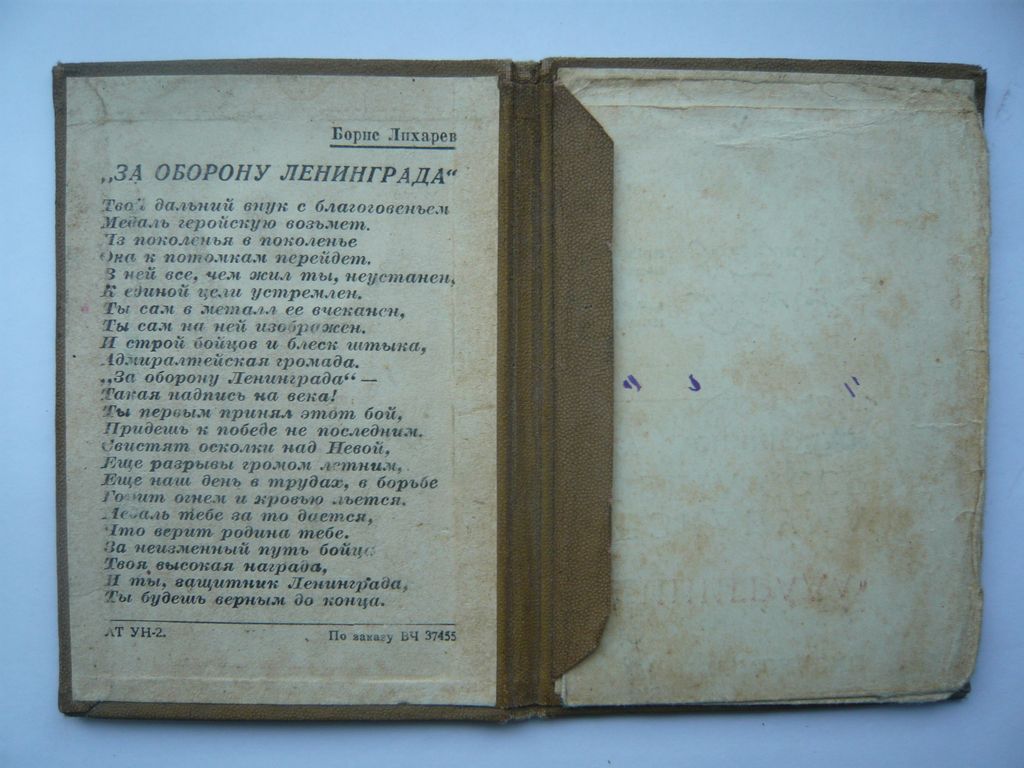 Борис Лихарев
„ЗА ОБОРОНУ ЛЕНИНГРАДА“
Твой дальний внук с благоговеньем
Медаль геройскую возьмет.
Из поколенья в поколенье
Она к потомкам перейдет.
В ней все, чем жил ты, неустанен,
К единой цели устремлен.
Ты сам в металл ее вчеканен,
Ты сам на ней изображен.
И строй бойцов и блеск штыка,
Адмиралтейская громада.
„За оборону Ленинграда“ —
Такая надпись на века!
Ты первым принял этот бой,
Придешь к победе не последним.
Свистят осколки над Невой,
Еще разрывы громом летним,
Еще наш день в трудах, в борьбе
Горит огнем и кровью льется.
Медаль тебе за то дается,
Что верит родина тебе.
За неизменный путь бойца
Твоя высокая награда,
И ты, защитник Ленинграда,
Ты будешь верным до конца.
АТ УН-2.
По заказу ВЧ 37455